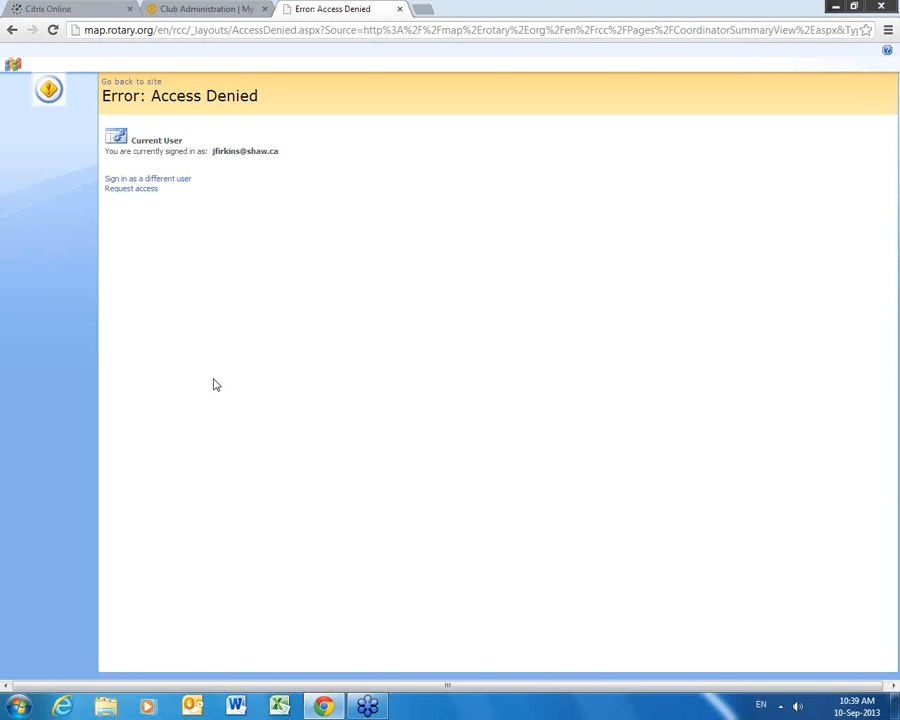 Citrix Online
Club Administration | My
Error: Access Denied
map.rotary.org/en/rcc/_layouts/AccessDenied.aspx?Source=http%3A%2F%2Fmap%2Erotary%2Eorg%2Fen%2Frcc%2FPages%2FCoordinatorSummaryView%2Easpx&Typ
Go back to site
Error: Access Denied
Current User
You are currently signed in as: jfirkins@shaw.ca
Sign in as a different user
Request access
EN
10:39 AM
10-Sep-2013